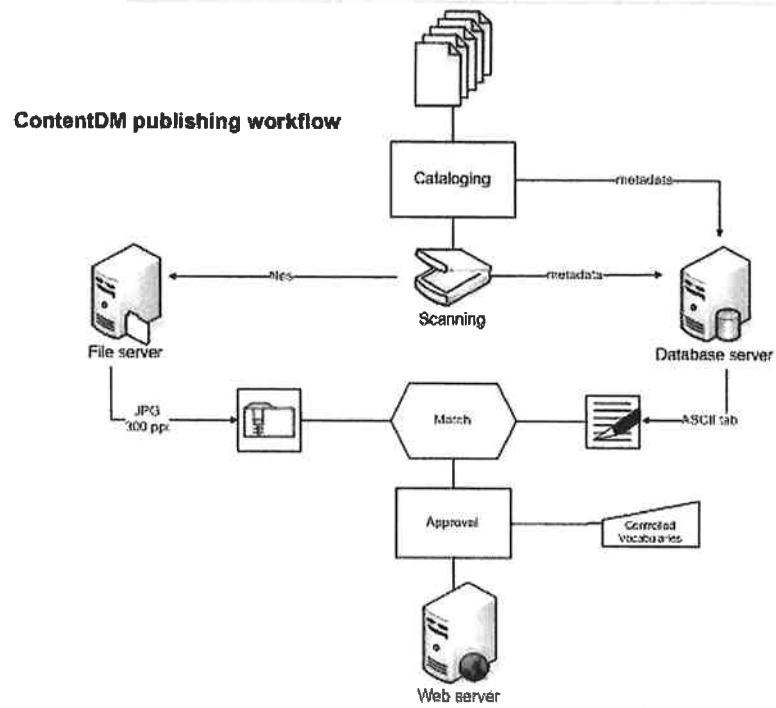 ContentDM publishing workflow
Cataloging
metadata
files
metadata
Scanning
File server
Database server
JPG
300 ppi
Match
ASCII tab
Approval
Controlled
Vocabularies
Web server